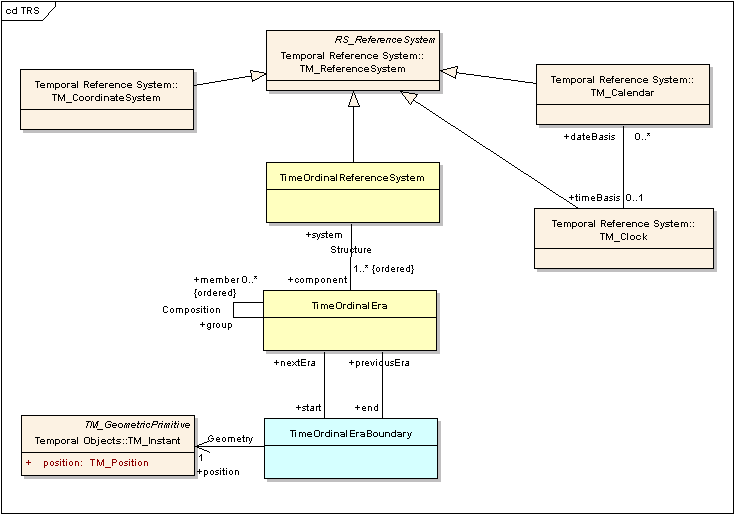 cd TRS
RS_ReferenceSystem
Temporal Reference System::
TM_ReferenceSystem
Temporal Reference System::
TM_CoordinateSystem
Temporal Reference System::
TM_Calendar
+dateBasis 0..*
+timeBasis 0..1
Temporal Reference System::
TM_Clock
TimeOrdinalReferenceSystem
+system
Structure
1..* {ordered}
+component
+member 0..*
{ordered}
Composition
+group
TimeOrdinalEra
+nextEra
+previousEra
+start
+end
TimeOrdinalEraBoundary
Geometry
1
+position
TM_GeometricPrimitive
Temporal Objects::TM_Instant
+ position: TM_Position